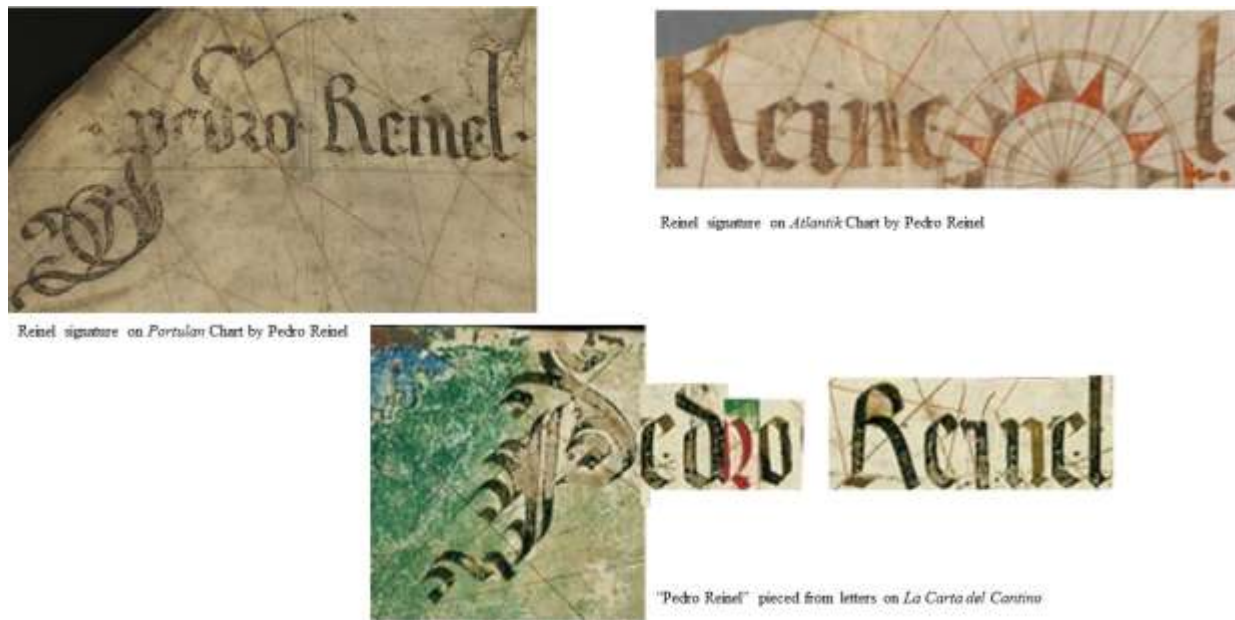 pedro Reinel.
Reine l.
Reinel signature on Atlantik Chart by Pedro Reinel
Reinel signature on Portulan Chart by Pedro Reinel
Pedro Reinel
"Pedro Reinel" pieced from letters on La Carta del Cantino